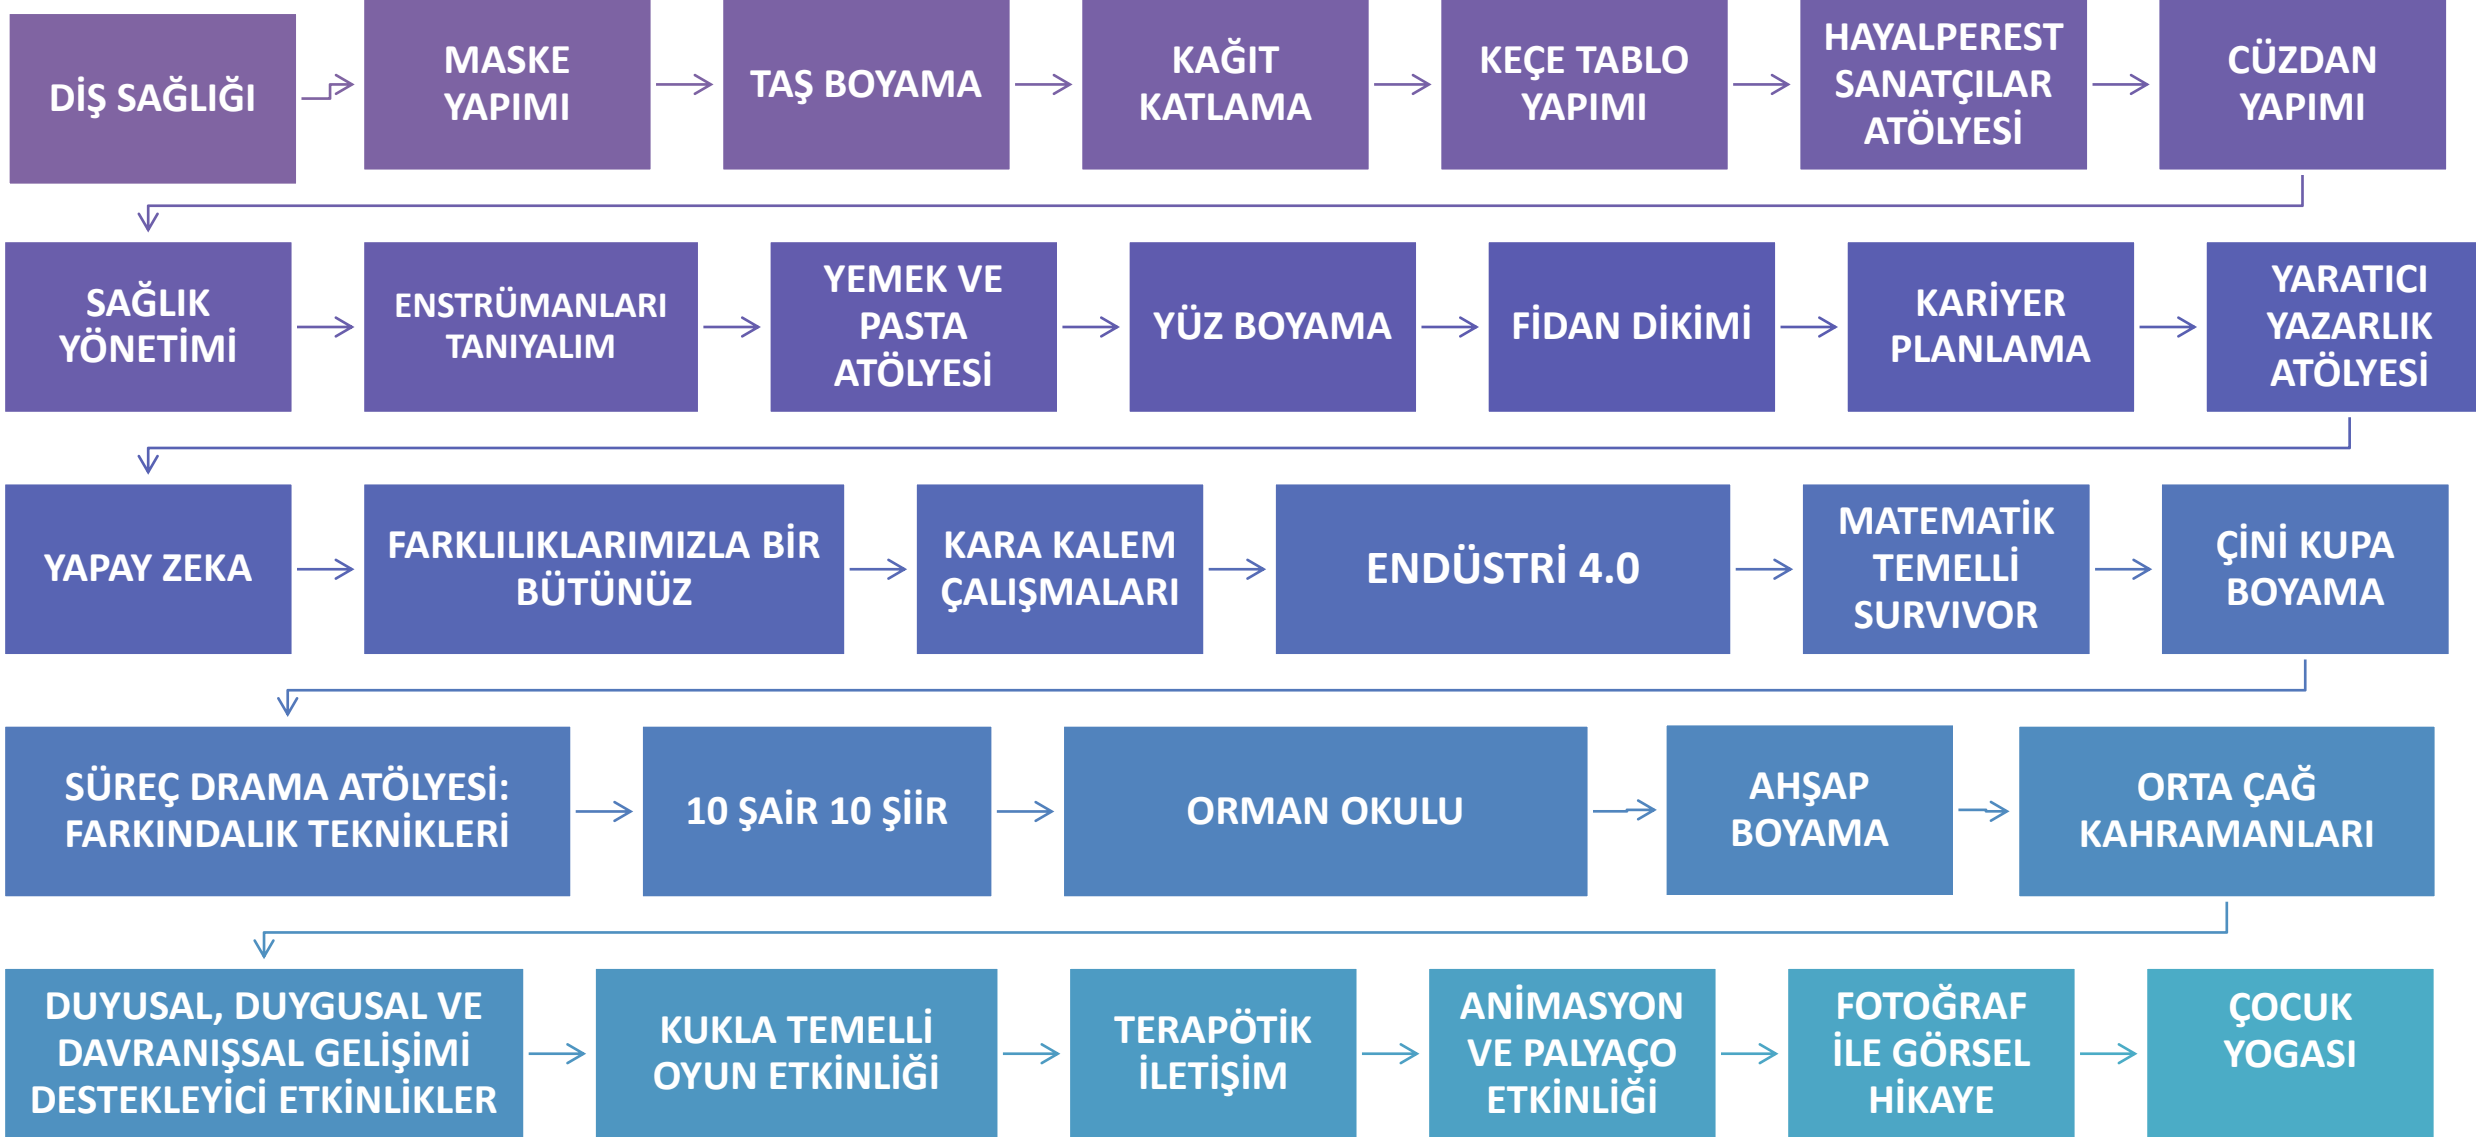 DİŞ SAĞLIĞI
MASKE
YAPIMI
TAŞ BOYAMA
KAĞIT
KATLAMA
KEÇE TABLO
YAPIMI
HAYALPEREST
SANATÇILAR
ATÖLYESİ
CÜZDAN
YAPIMI
SAĞLIK
YÖNETİMİ
ENSTRÜMANLARI
TANIYALIM
YEMEK VE
PASTA
ATÖLYESİ
YÜZ BOYAMA
FİDAN DİKİMİ
KARİYER
PLANLAMA
YARATICI
YAZARLIK
ATÖLYESİ
YAPAY ZEKA
FARKLILIKLARIMIZLA BİR
BÜTÜNÜZ
KARA KALEM
ÇALIŞMALARI
ENDÜSTRİ 4.0
MATEMATİK
TEMELLİ
SURVIVOR
ÇİNİ KUPA
BOYAMA
SÜREÇ DRAMA ATÖLYESİ:
FARKINDALIK TEKNİKLERİ
10 ŞAİR 10 ŞİİR
ORMAN OKULU
AHŞAP
BOYAMA
ORTA ÇAĞ
KAHRAMANLARI
DUYUSAL, DUYGUSAL VE
DAVRANIŞSAL GELİŞİMİ
DESTEKLEYİCİ ETKİNLİKLER
KUKLA TEMELLİ
OYUN ETKİNLİĞİ
TERAPÖTİK
İLETİŞİM
ANİMASYON
VE PALYAÇO
ETKİNLİĞİ
FOTOĞRAF
İLE GÖRSEL
HİKAYE
ÇOCUK
YOGASI